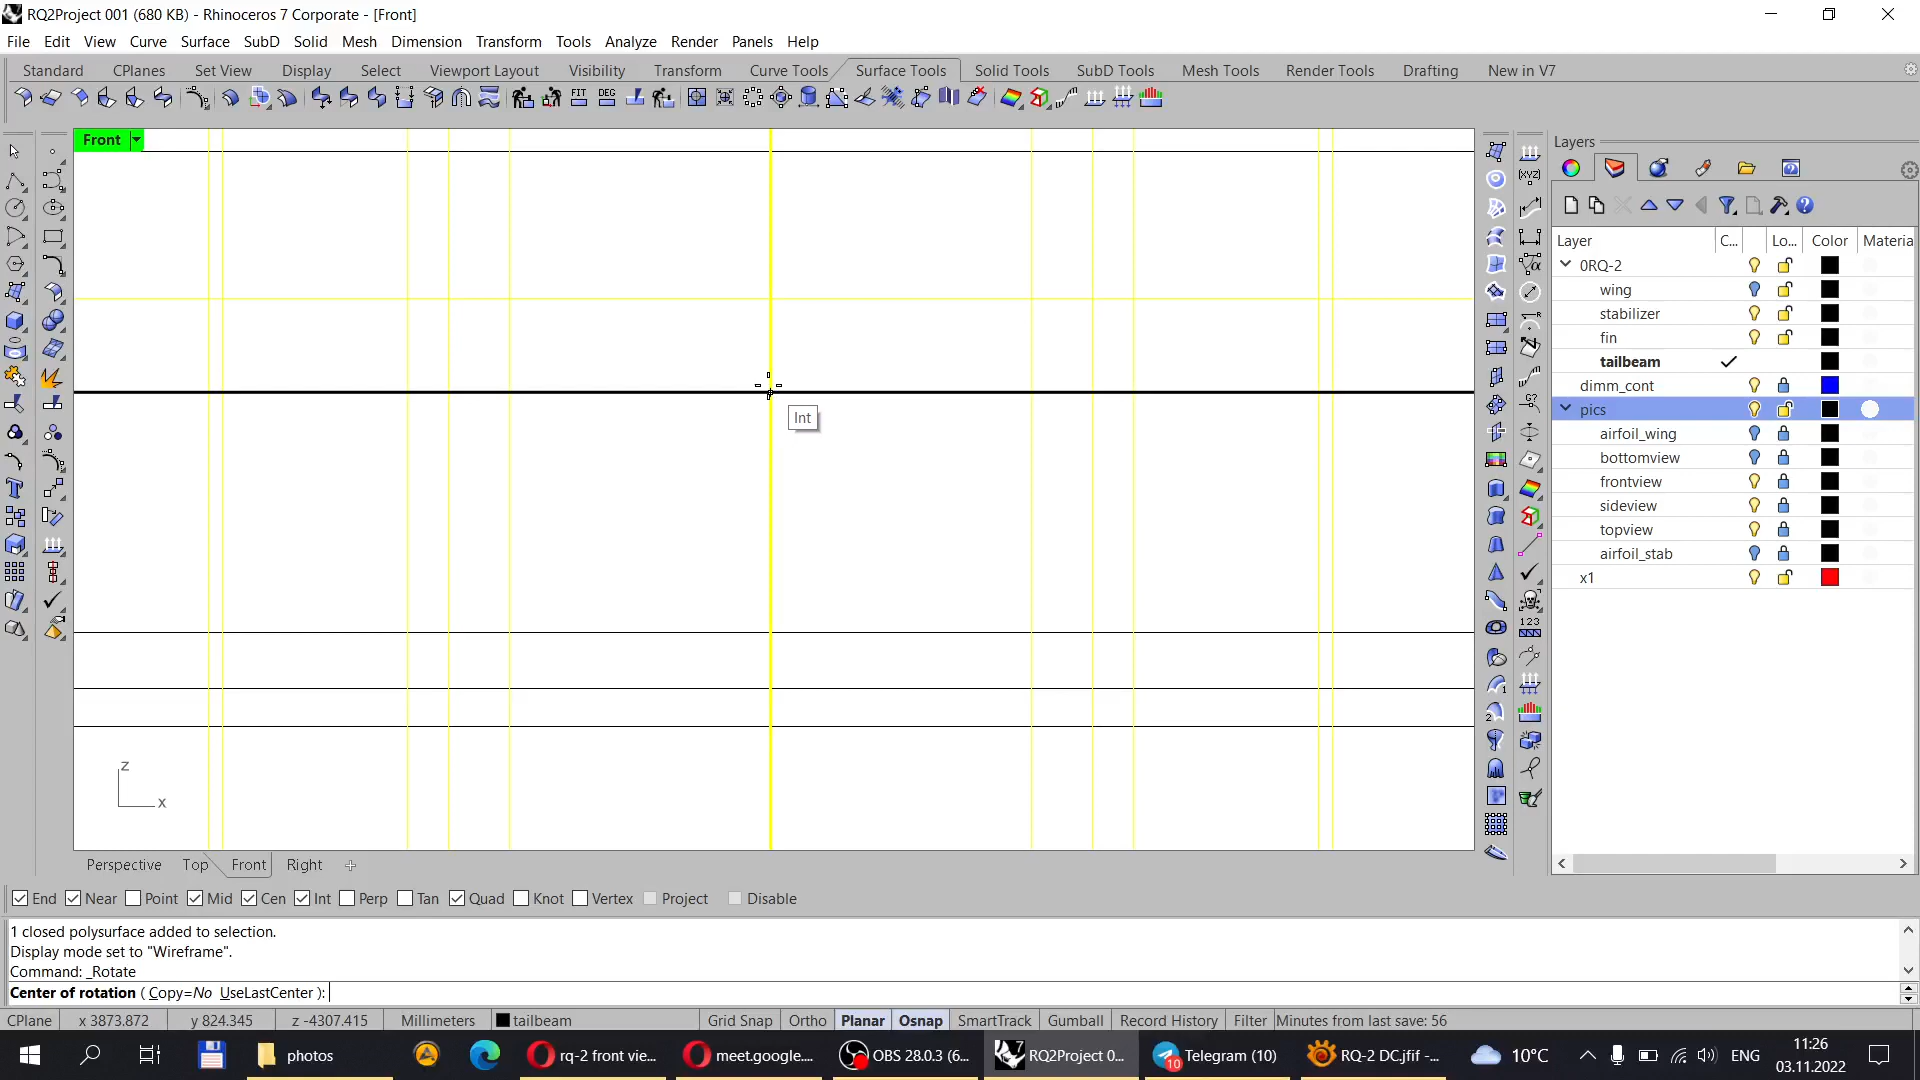 RQ2Project 001 (680 KB) - Rhinoceros 7 Corporate - [Front]
File Edit View Curve Surface SubD Solid Mesh Dimension Transform Tools Analyze Render Panels Help
Standard CPlanes Set View Display Select Viewport Layout Visibility Transform Curve Tools Surface Tools Solid Tools SubD Tools Mesh Tools Render Tools Drafting New in V7
FIT DEG
Front
Int
z
x
Layers
Layer C... Lo... Color Materia
0RQ-2
wing
stabilizer
fin
tailbeam
dimm_cont
pics
airfoil_wing
bottomview
frontview
sideview
topview
airfoil_stab
x1
Perspective Top Front Right
End Near Point Mid Cen Int Perp Tan Quad Knot Vertex Project Disable
1 closed polysurface added to selection.
Display mode set to "Wireframe".
Command: _Rotate
Center of rotation ( Copy=No UseLastCenter ):
CPlane x 3873.872 y 824.345 z -4307.415 Millimeters tailbeam Grid Snap Ortho Planar Osnap SmartTrack Gumball Record History Filter Minutes from last save: 56
photos rq-2 front vie... meet.google.... OBS 28.0.3 (6... RQ2Project 0... Telegram (10) RQ-2 DC.jfif -... 10°C ENG 11:26
03.11.2022